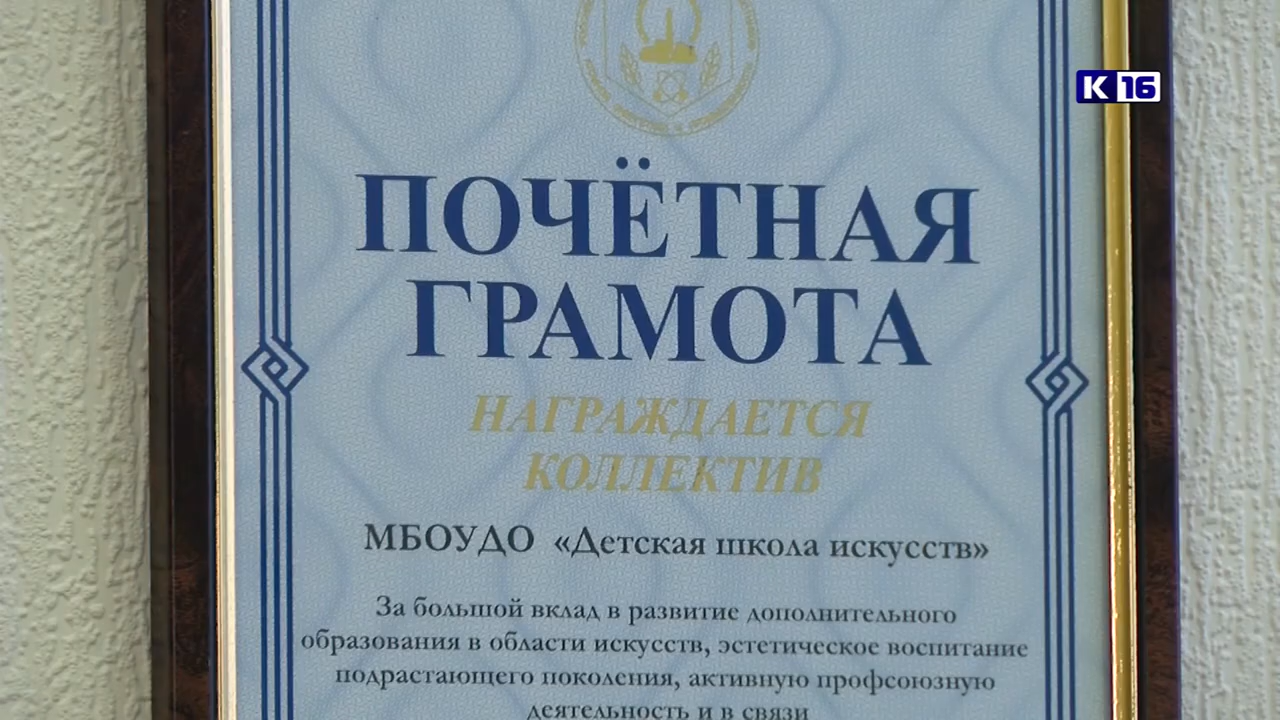 К 16
ПОЧЁТНАЯ
ГРАМОТА
НАГРАЖДАЕТСЯ
КОЛЛЕКТИВ
МБОУДО «Детская школа искусств»
За большой вклад в развитие дополнительного
образования в области искусств, эстетическое воспитание
подрастающего поколения, активную профсоюзную
деятельность и в связи